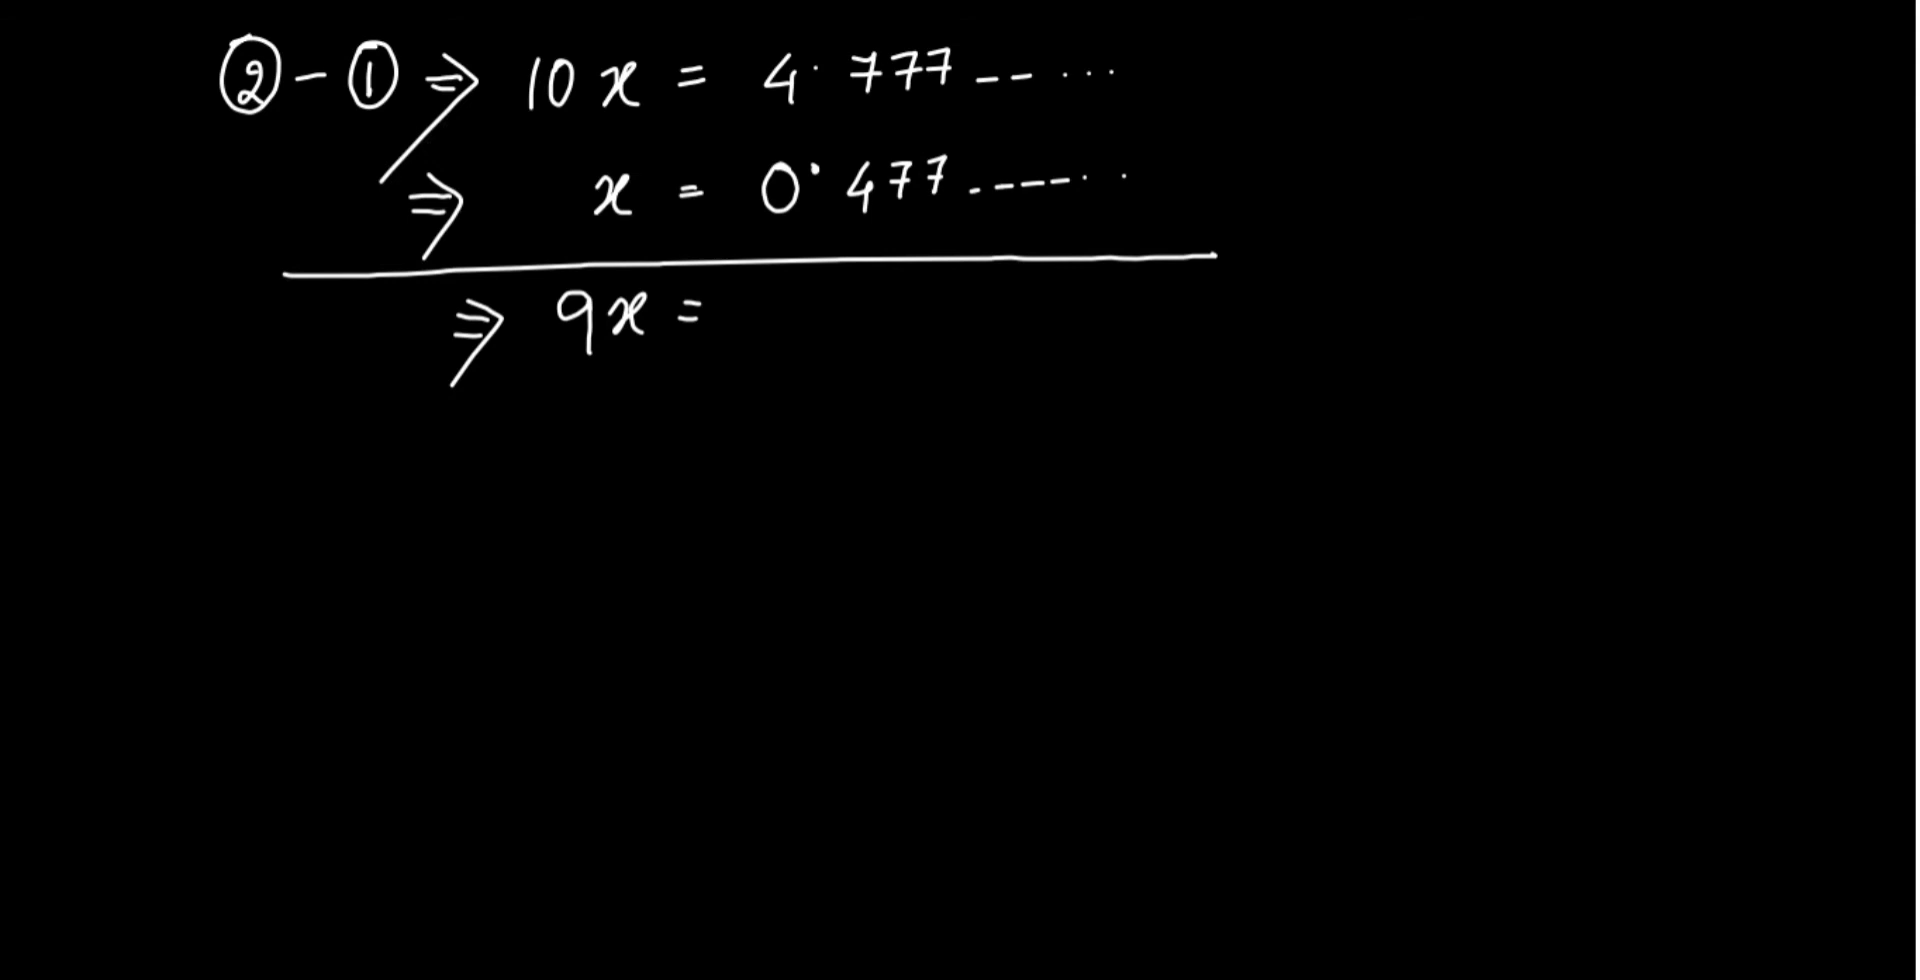 ② - ① ⇒ 10x = 4.777--...
⇒ x = 0.477.----..
⇒ 9x =